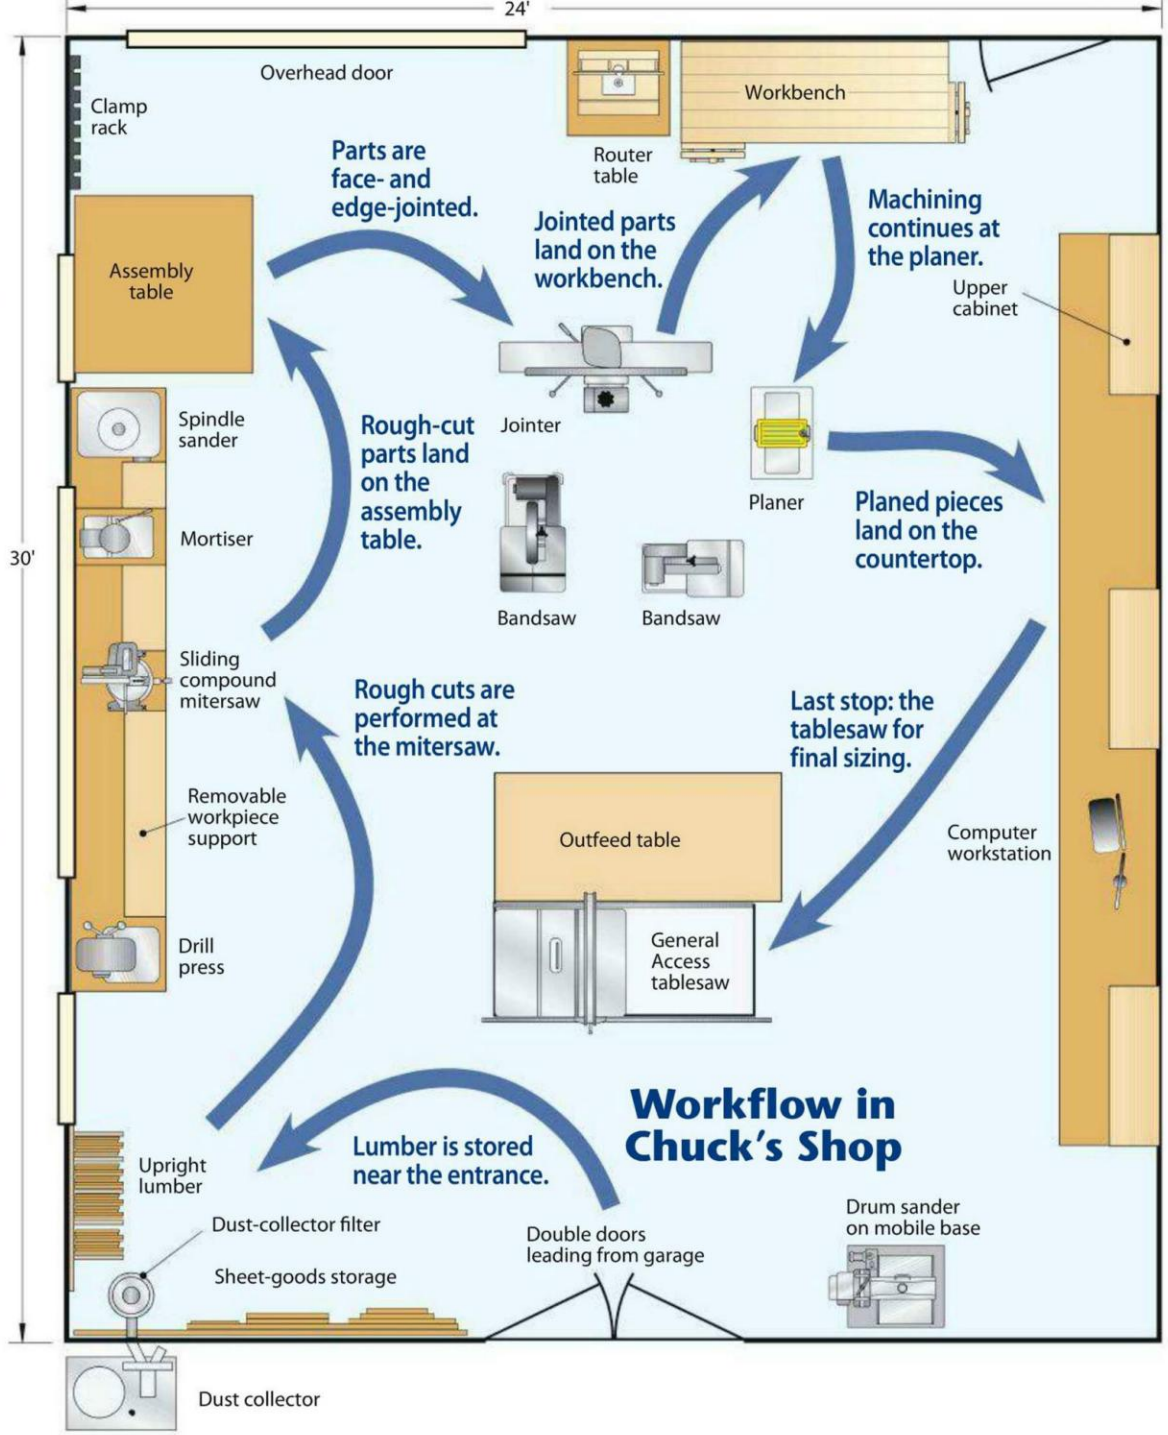 24'
Overhead door
Clamp
rack
Workbench
Router
table
Parts are
face- and
edge-jointed.
Jointed parts
land on the
workbench.
Machining
continues at
the planer.
Assembly
table
Upper
cabinet
Spindle
sander
Rough-cut
parts land
on the
assembly
table.
Jointer
Planer
Planed pieces
land on the
countertop.
Mortiser
30'
Bandsaw
Bandsaw
Sliding
compound
mitersaw
Rough cuts are
performed at
the mitersaw.
Last stop: the
tablesaw for
final sizing.
Removable
workpiece
support
Outfeed table
Computer
workstation
Drill
press
General
Access
tablesaw
Workflow in
Chuck's Shop
Lumber is stored
near the entrance.
Upright
lumber
Dust-collector filter
Sheet-goods storage
Double doors
leading from garage
Drum sander
on mobile base
Dust collector